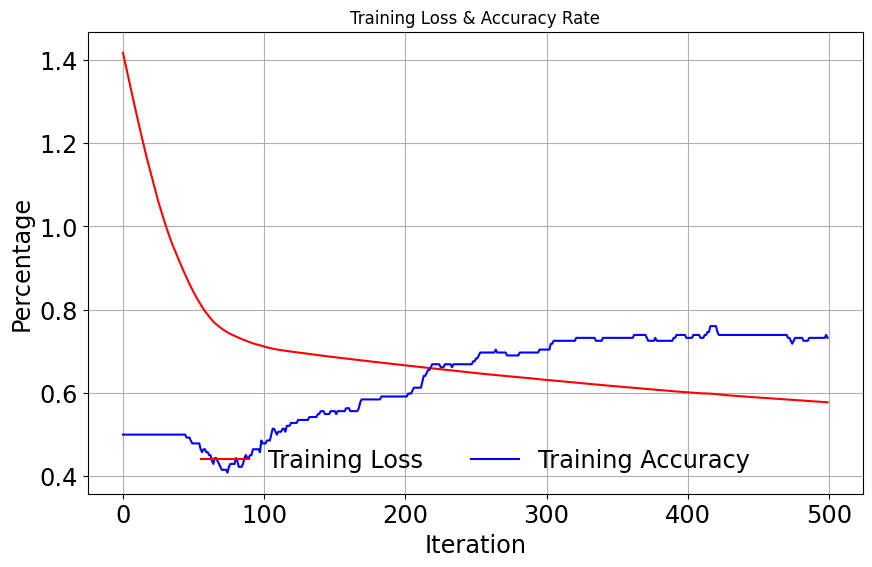 Training Loss & Accuracy Rate
1.4
1.2
1.0
0.8
0.6
0.4
Percentage
Training Loss
Training Accuracy
0
100
200
300
400
500
Iteration